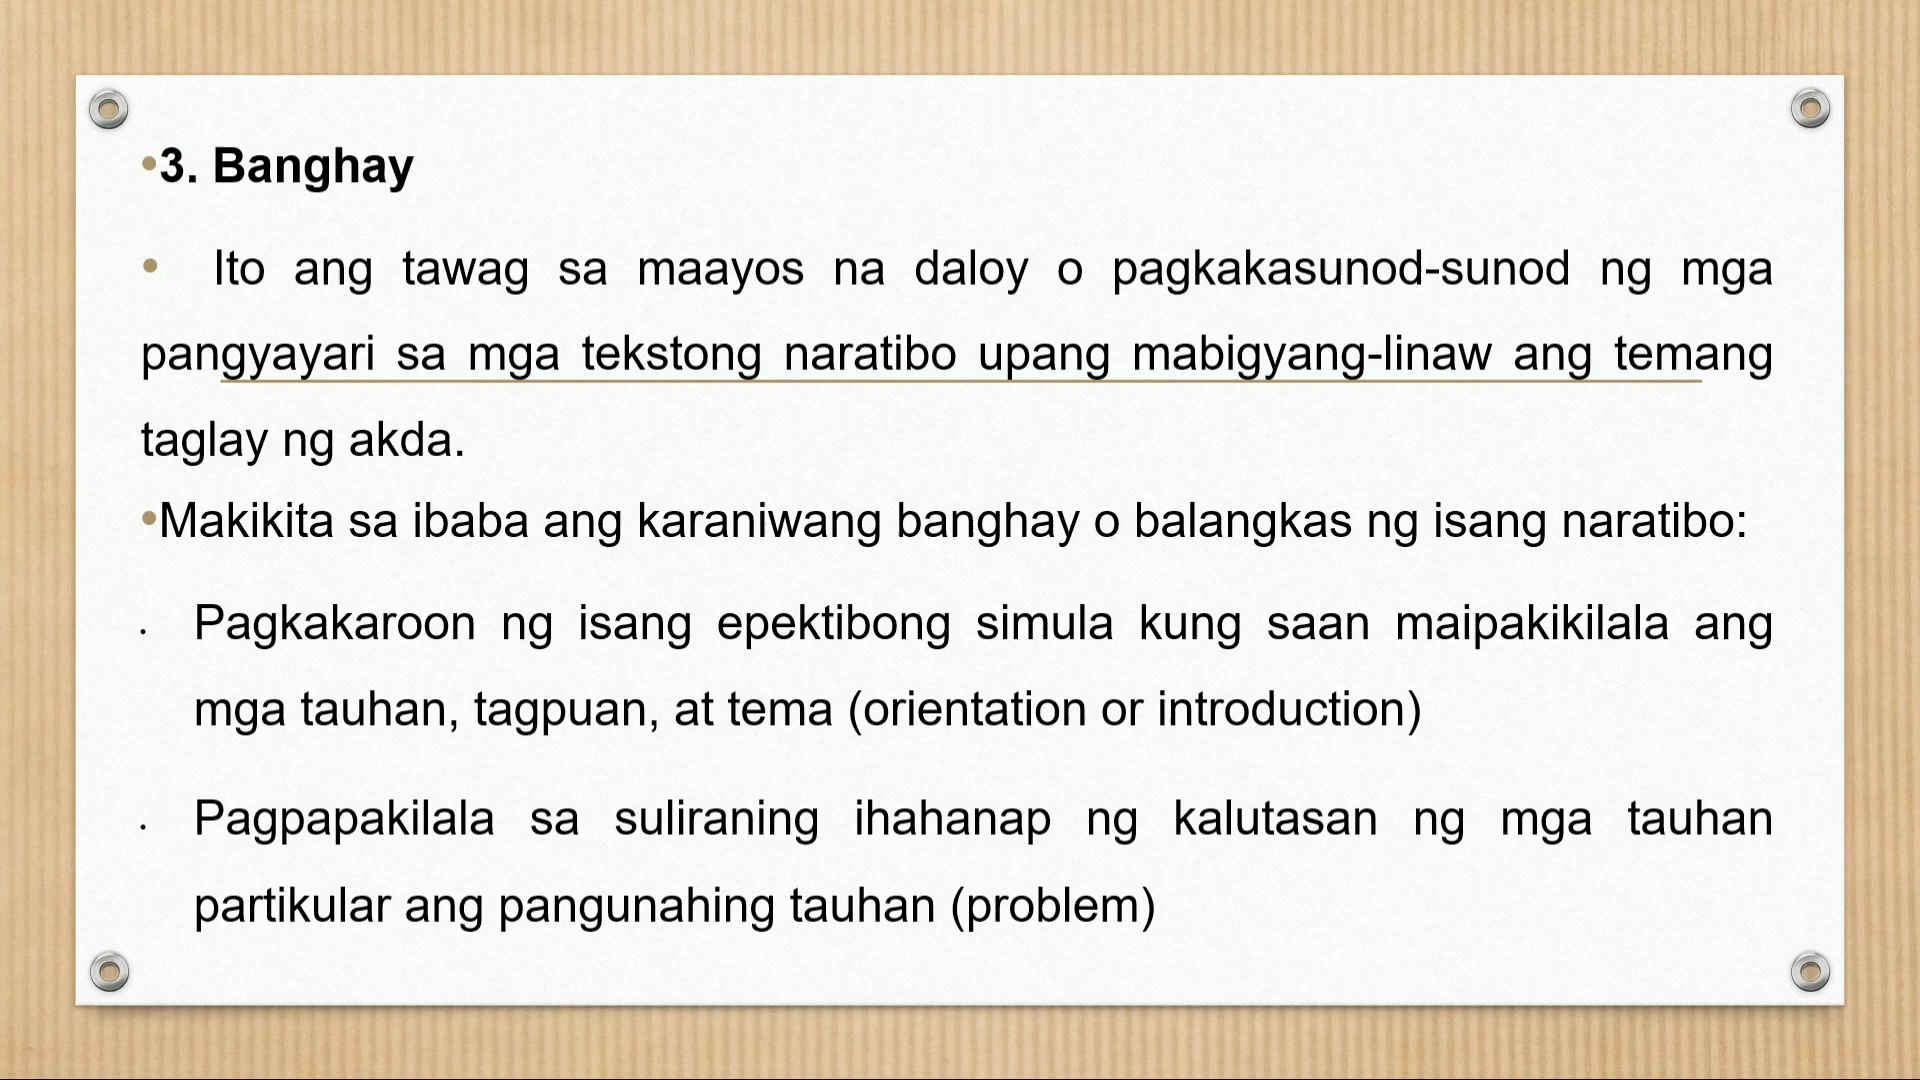 •3. Banghay
• Ito ang tawag sa maayos na daloy o pagkakasunod-sunod ng mga
pangyayari sa mga tekstong naratibo upang mabigyang-linaw ang temang
taglay ng akda.
•Makikita sa ibaba ang karaniwang banghay o balangkas ng isang naratibo:
• Pagkakaroon ng isang epektibong simula kung saan maipakikilala ang
mga tauhan, tagpuan, at tema (orientation or introduction)
• Pagpapakilala sa suliraning ihahanap ng kalutasan ng mga tauhan
partikular ang pangunahing tauhan (problem)